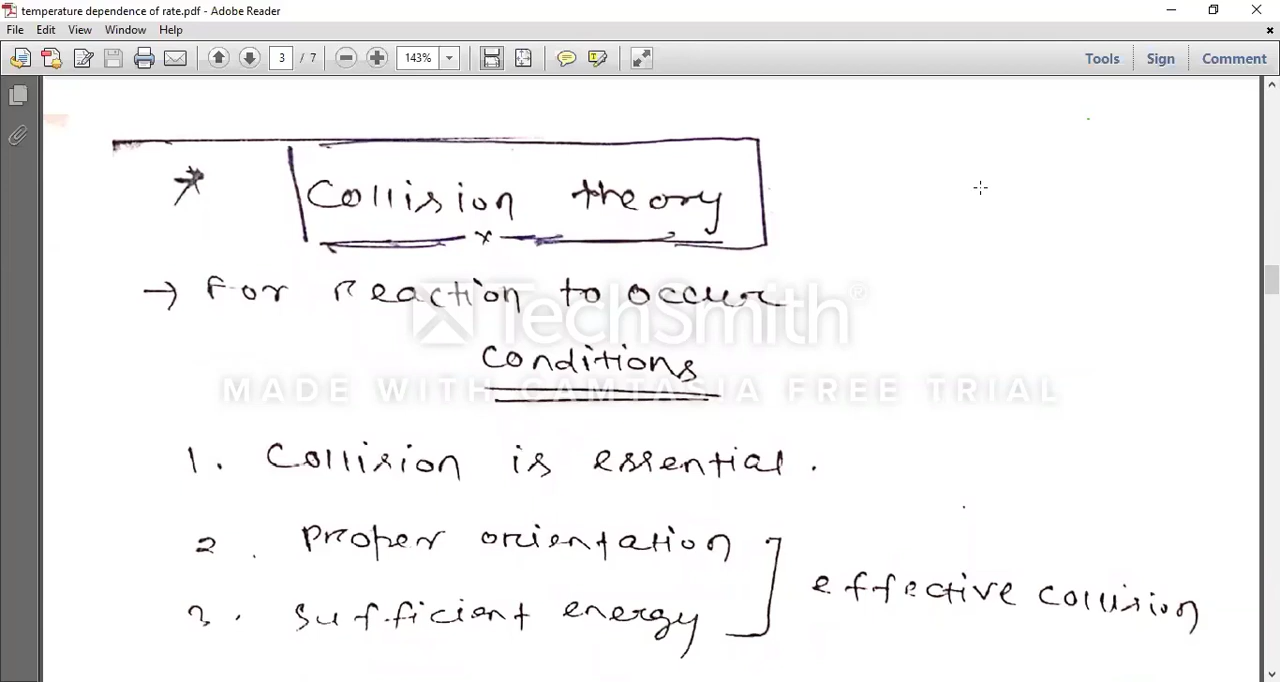 temperature dependence of rate.pdf - Adobe Reader
File Edit View Window Help
3 / 7 143% Tools Sign Comment
Collision theory
→ For Reaction to occur
TechSmith®
Conditions
MADE WITH CAMTASIA FREE TRIAL
1. Collision is essential.
2. Proper orientation
effective collision
3. Sufficient energy